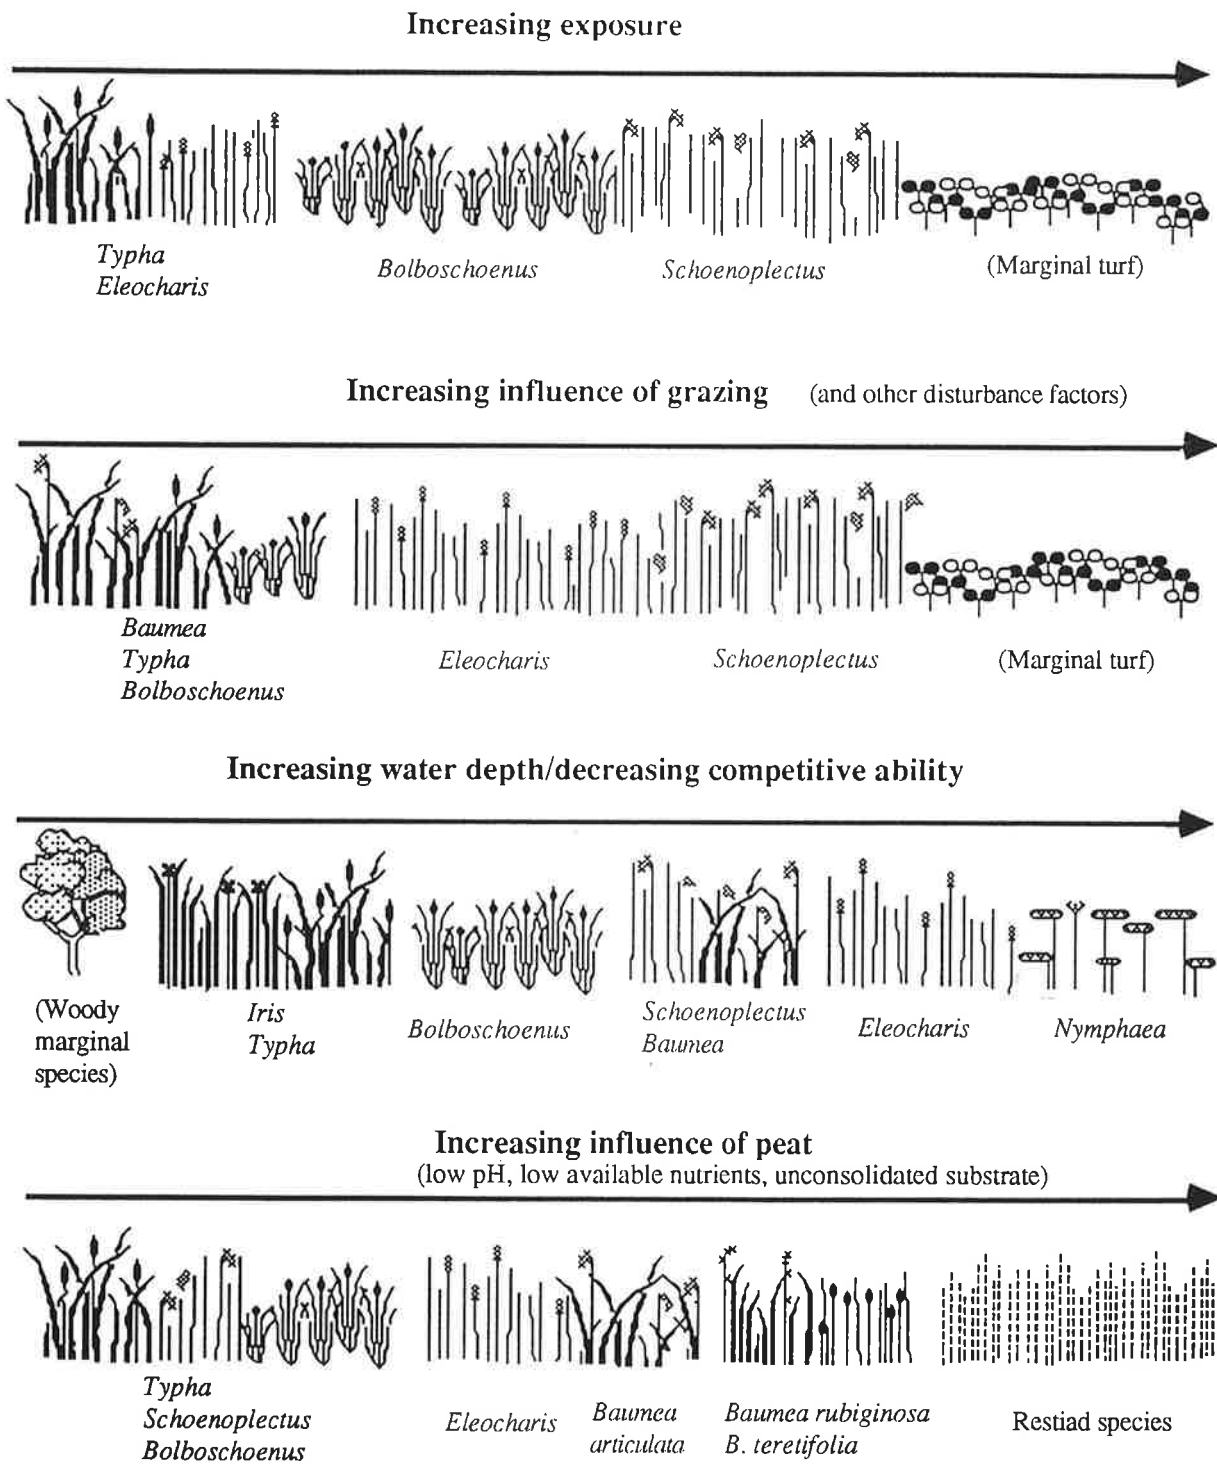 Increasing exposure
Typha
Eleocharis
Bolboschoenus
Schoenoplectus
(Marginal turf)
Increasing influence of grazing (and other disturbance factors)
Baumea
Typha
Bolboschoenus
Eleocharis
Schoenoplectus
(Marginal turf)
Increasing water depth/decreasing competitive ability
(Woody
marginal
species)
Iris
Typha
Bolboschoenus
Schoenoplectus
Baumea
Eleocharis
Nymphaea
Increasing influence of peat
(low pH, low available nutrients, unconsolidated substrate)
Typha
Schoenoplectus
Bolboschoenus
Eleocharis
Baumea
articulata
Baumea rubiginosa
B. teretifolia
Restiad species